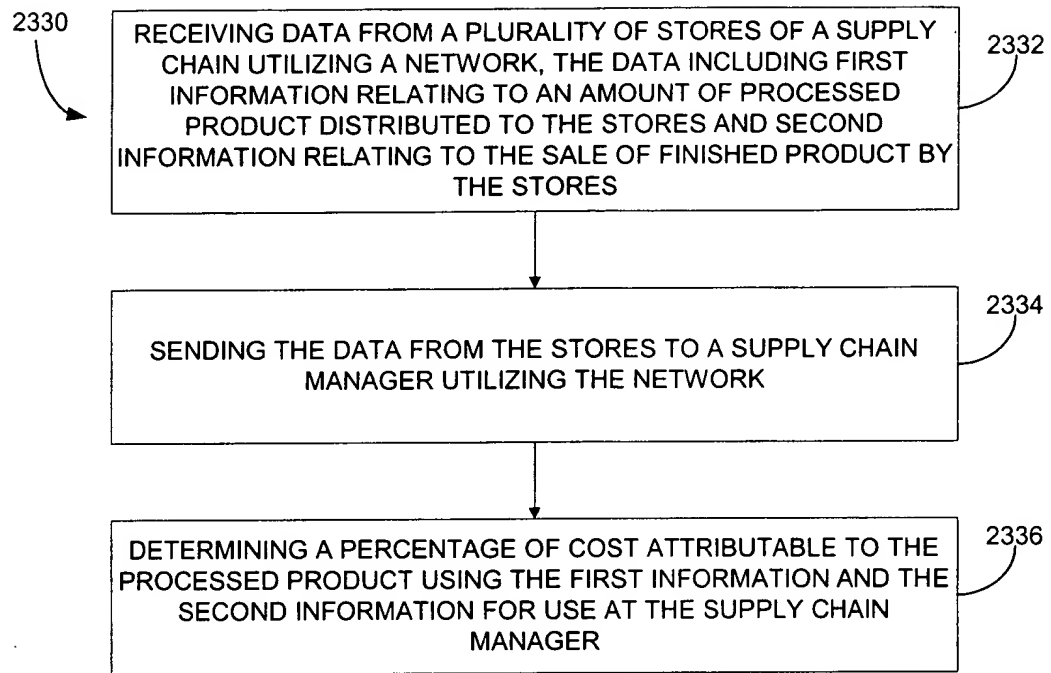 2330
RECEIVING DATA FROM A PLURALITY OF STORES OF A SUPPLY
CHAIN UTILIZING A NETWORK, THE DATA INCLUDING FIRST
INFORMATION RELATING TO AN AMOUNT OF PROCESSED
PRODUCT DISTRIBUTED TO THE STORES AND SECOND
INFORMATION RELATING TO THE SALE OF FINISHED PRODUCT BY
THE STORES
2332
SENDING THE DATA FROM THE STORES TO A SUPPLY CHAIN
MANAGER UTILIZING THE NETWORK
2334
DETERMINING A PERCENTAGE OF COST ATTRIBUTABLE TO THE
PROCESSED PRODUCT USING THE FIRST INFORMATION AND THE
SECOND INFORMATION FOR USE AT THE SUPPLY CHAIN
MANAGER
2336